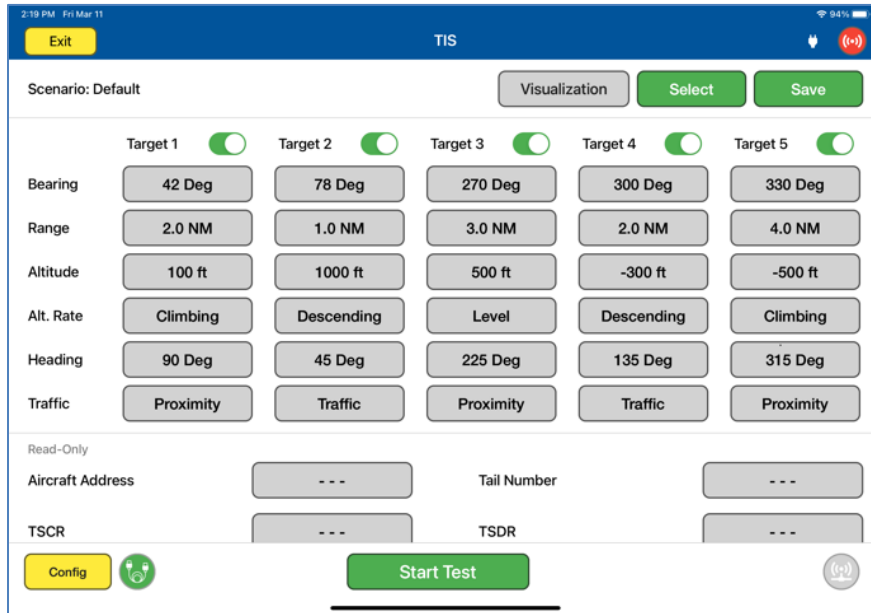 2:19 PM Fri Mar 11 94%
Exit TIS
Scenario: Default Visualization Select Save
Target 1 Target 2 Target 3 Target 4 Target 5
Bearing 42 Deg 78 Deg 270 Deg 300 Deg 330 Deg
Range 2.0 NM 1.0 NM 3.0 NM 2.0 NM 4.0 NM
Altitude 100 ft 1000 ft 500 ft -300 ft -500 ft
Alt. Rate Climbing Descending Level Descending Climbing
Heading 90 Deg 45 Deg 225 Deg 135 Deg 315 Deg
Traffic Proximity Traffic Proximity Traffic Proximity
Read-Only
Aircraft Address - - - Tail Number - - -
TSCR - - - TSDR - - -
Config Start Test